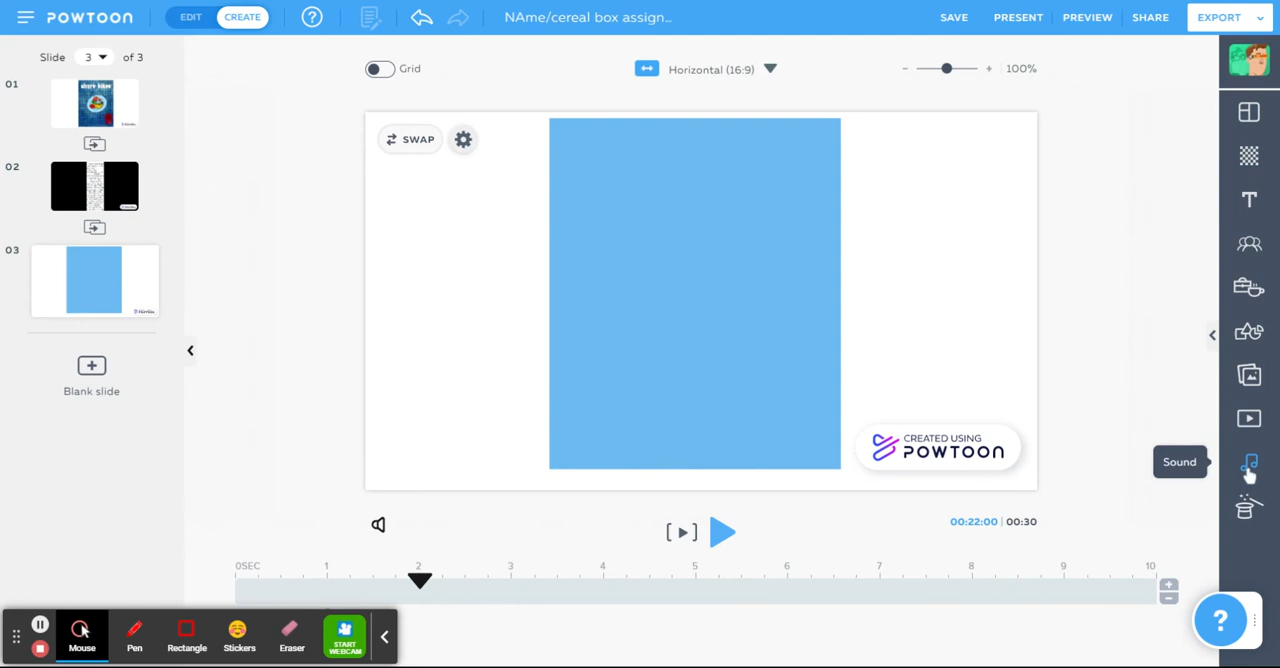 POWTOON EDIT CREATE NAme/cereal box assign... SAVE PRESENT PREVIEW SHARE EXPORT
Slide 3 of 3
Grid
Horizontal (16:9)
- + 100%
01
share bikes
02
03
Blank slide
SWAP
CREATED USING
POWTOON
Sound
00:22:00 | 00:30
0SEC 1 2 3 4 5 6 7 8 9 10
+
-
Mouse
Pen
Rectangle
Stickers
Eraser
START
WEBCAM
?